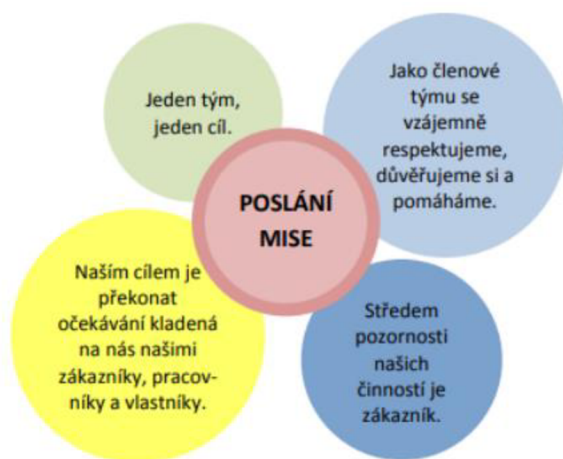 Jeden tým,
jeden cíl.
Jako členové
týmu se
vzájemně
respektujeme,
důvěřujeme si a
pomáháme.
POSLÁNÍ
MISE
Naším cílem je
překonat
očekávání kladená
na nás našimi
zákazníky, pracov-
níky a vlastníky.
Středem
pozornosti
našich
činností je
zákazník.